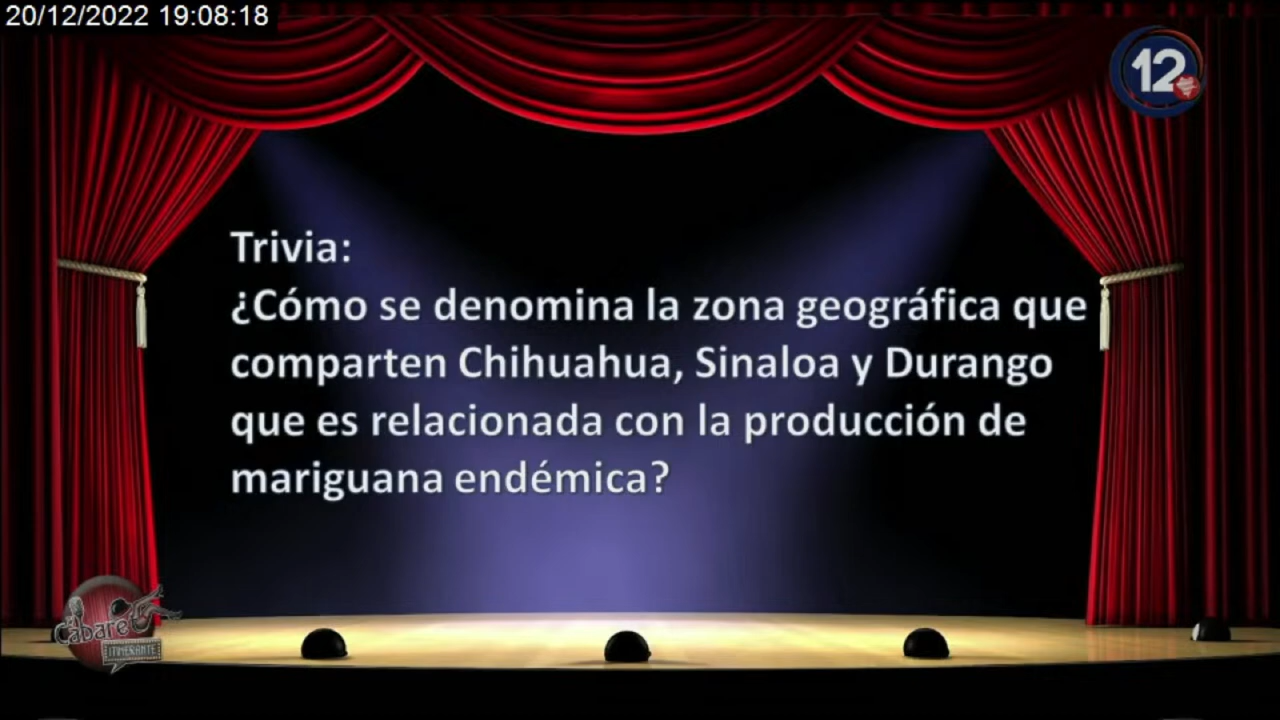 20/12/2022 19:08:18
12
Trivia:
¿Cómo se denomina la zona geográfica que
comparten Chihuahua, Sinaloa y Durango
que es relacionada con la producción de
mariguana endémica?
Cabaret
ITINERANTE